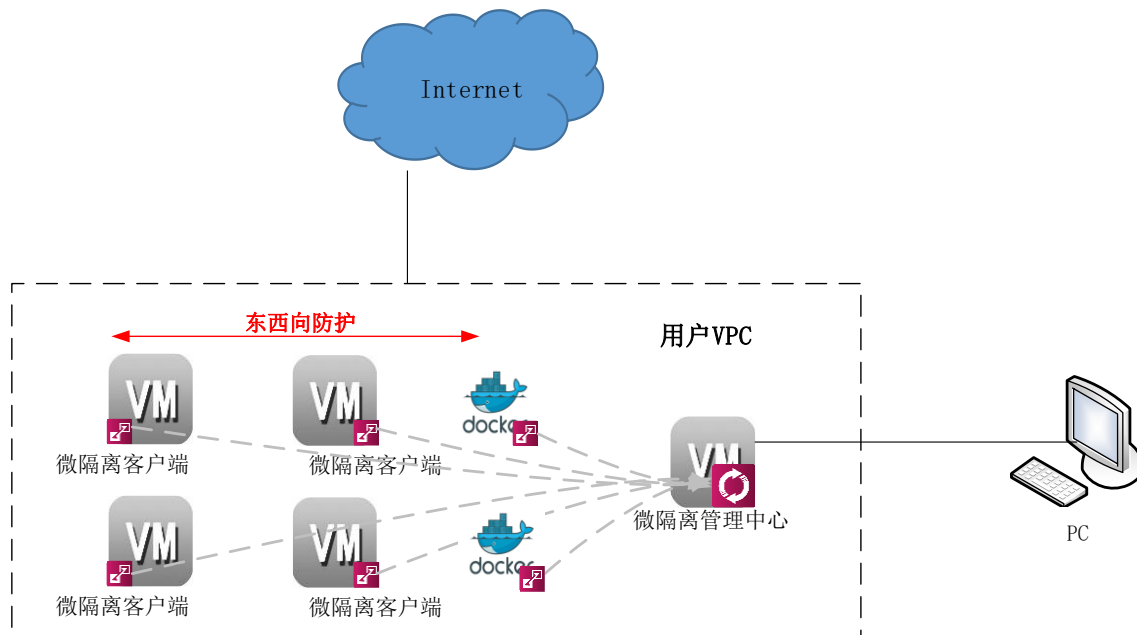 Internet
东西向防护
用户VPC
VM
VM
docker
微隔离客户端
微隔离客户端
VM
微隔离管理中心
VM
VM
docker
微隔离客户端
微隔离客户端
PC